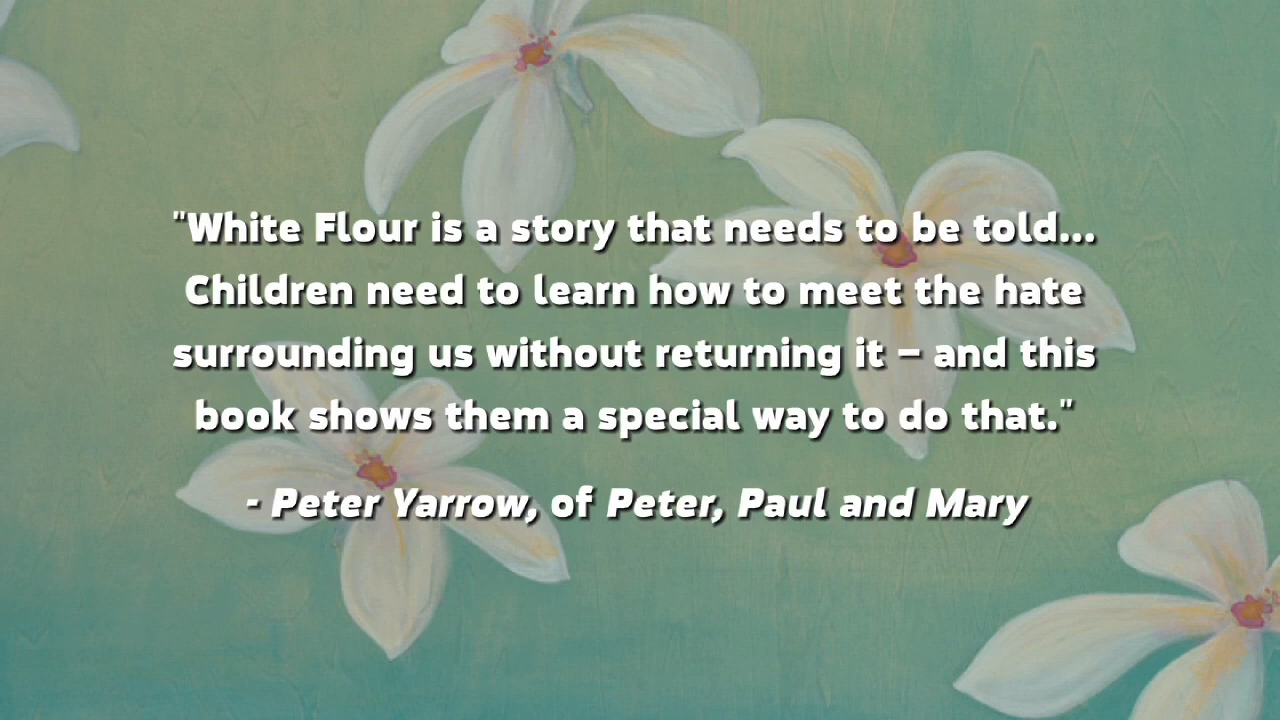 "White Flour is a story that needs to be told...
Children need to learn how to meet the hate
surrounding us without returning it – and this
book shows them a special way to do that."
- Peter Yarrow, of Peter, Paul and Mary